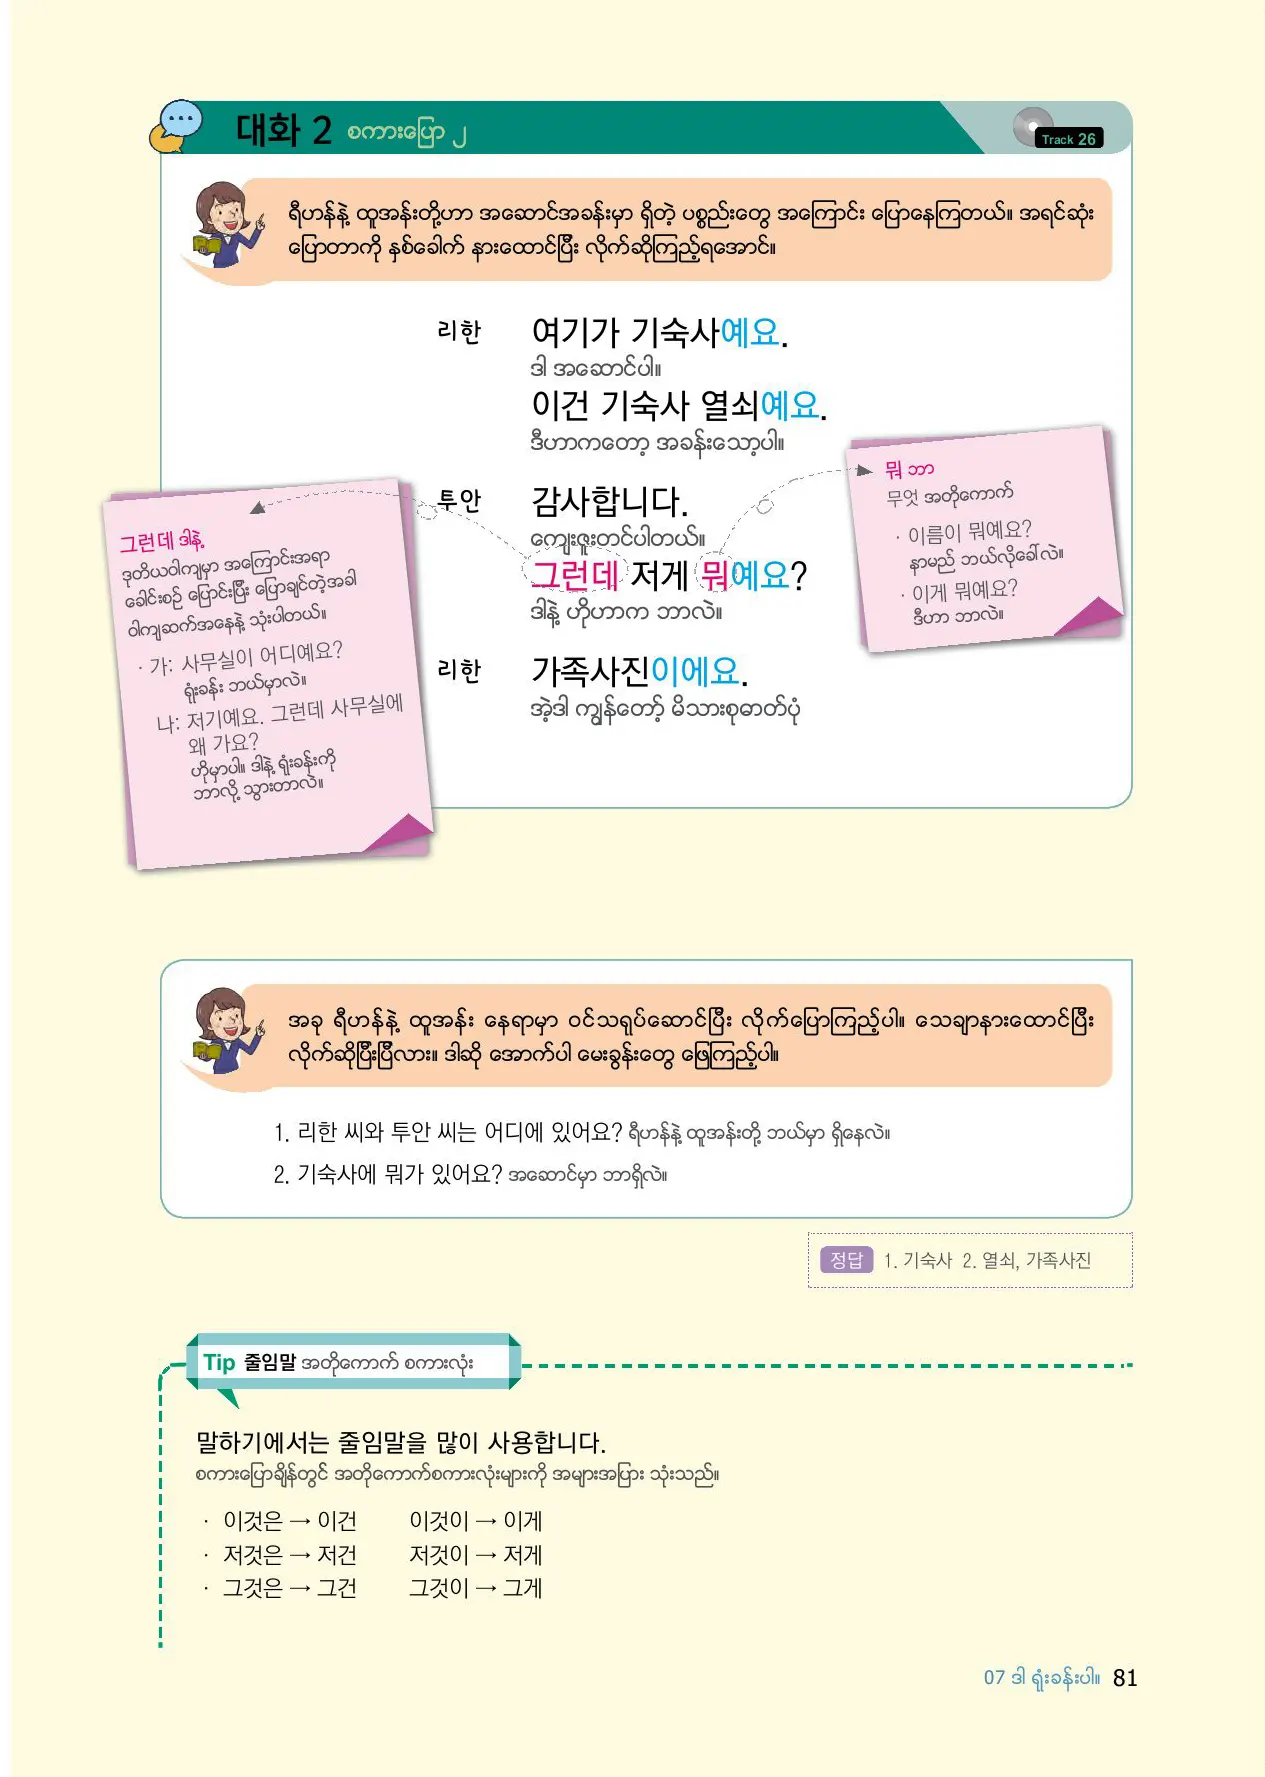 대화 2 စကားပြော ၂
Track 26
ရီဟန်နဲ့ ထူအန်းတို့ဟာ အဆောင်အခန်းမှာ ရှိတဲ့ ပစ္စည်းတွေ အကြောင်း ပြောနေကြတယ်။ အရင်ဆုံး
ပြောတာကို နှစ်ခေါက် နားထောင်ပြီး လိုက်ဆိုကြည့်ရအောင်။
리한 여기가 기숙사예요.
ဒါ အဆောင်ပါ။
이건 기숙사 열쇠예요.
ဒီဟာကတော့ အခန်းသော့ပါ။
투안 감사합니다.
ကျေးဇူးတင်ပါတယ်။
그런데 저게 뭐예요?
ဒါနဲ့ ဟိုဟာက ဘာလဲ။
리한 가족사진이에요.
အဲ့ဒါ ကျွန်တော့် မိသားစုဓာတ်ပုံ
그런데 ဒါနဲ့
ဒုတိယဝါကျမှာ အကြောင်းအရာ
ခေါင်းစဉ် ပြောင်းပြီး ပြောချင်တဲ့အခါ
ဝါကျဆက်အနေနဲ့ သုံးပါတယ်။
· 가: 사무실이 어디예요?
ရုံးခန်း ဘယ်မှာလဲ။
나: 저기예요. 그런데 사무실에
왜 가요?
ဟိုမှာပါ။ ဒါနဲ့ ရုံးခန်းကို
ဘာလို့ သွားတာလဲ။
뭐 ဘာ
무엇 အတိုကောက်
· 이름이 뭐예요?
နာမည် ဘယ်လိုခေါ်လဲ။
· 이게 뭐예요?
ဒီဟာ ဘာလဲ။
အခု ရီဟန်နဲ့ ထူအန်း နေရာမှာ ဝင်သရုပ်ဆောင်ပြီး လိုက်ပြောကြည့်ပါ။ သေချာနားထောင်ပြီး
လိုက်ဆိုပြီးပြီလား။ ဒါဆို အောက်ပါ မေးခွန်းတွေ ဖြေကြည့်ပါ။
1. 리한 씨와 투안 씨는 어디에 있어요? ရီဟန်နဲ့ ထူအန်းတို့ ဘယ်မှာ ရှိနေလဲ။
2. 기숙사에 뭐가 있어요? အဆောင်မှာ ဘာရှိလဲ။
정답 1. 기숙사 2. 열쇠, 가족사진
Tip 줄임말 အတိုကောက် စကားလုံး
말하기에서는 줄임말을 많이 사용합니다.
စကားပြောချိန်တွင် အတိုကောက်စကားလုံးများကို အများအပြား သုံးသည်။
· 이것은 → 이건 이것이 → 이게
· 저것은 → 저건 저것이 → 저게
· 그것은 → 그건 그것이 → 그게
07 ဒါ ရုံးခန်းပါ။ 81